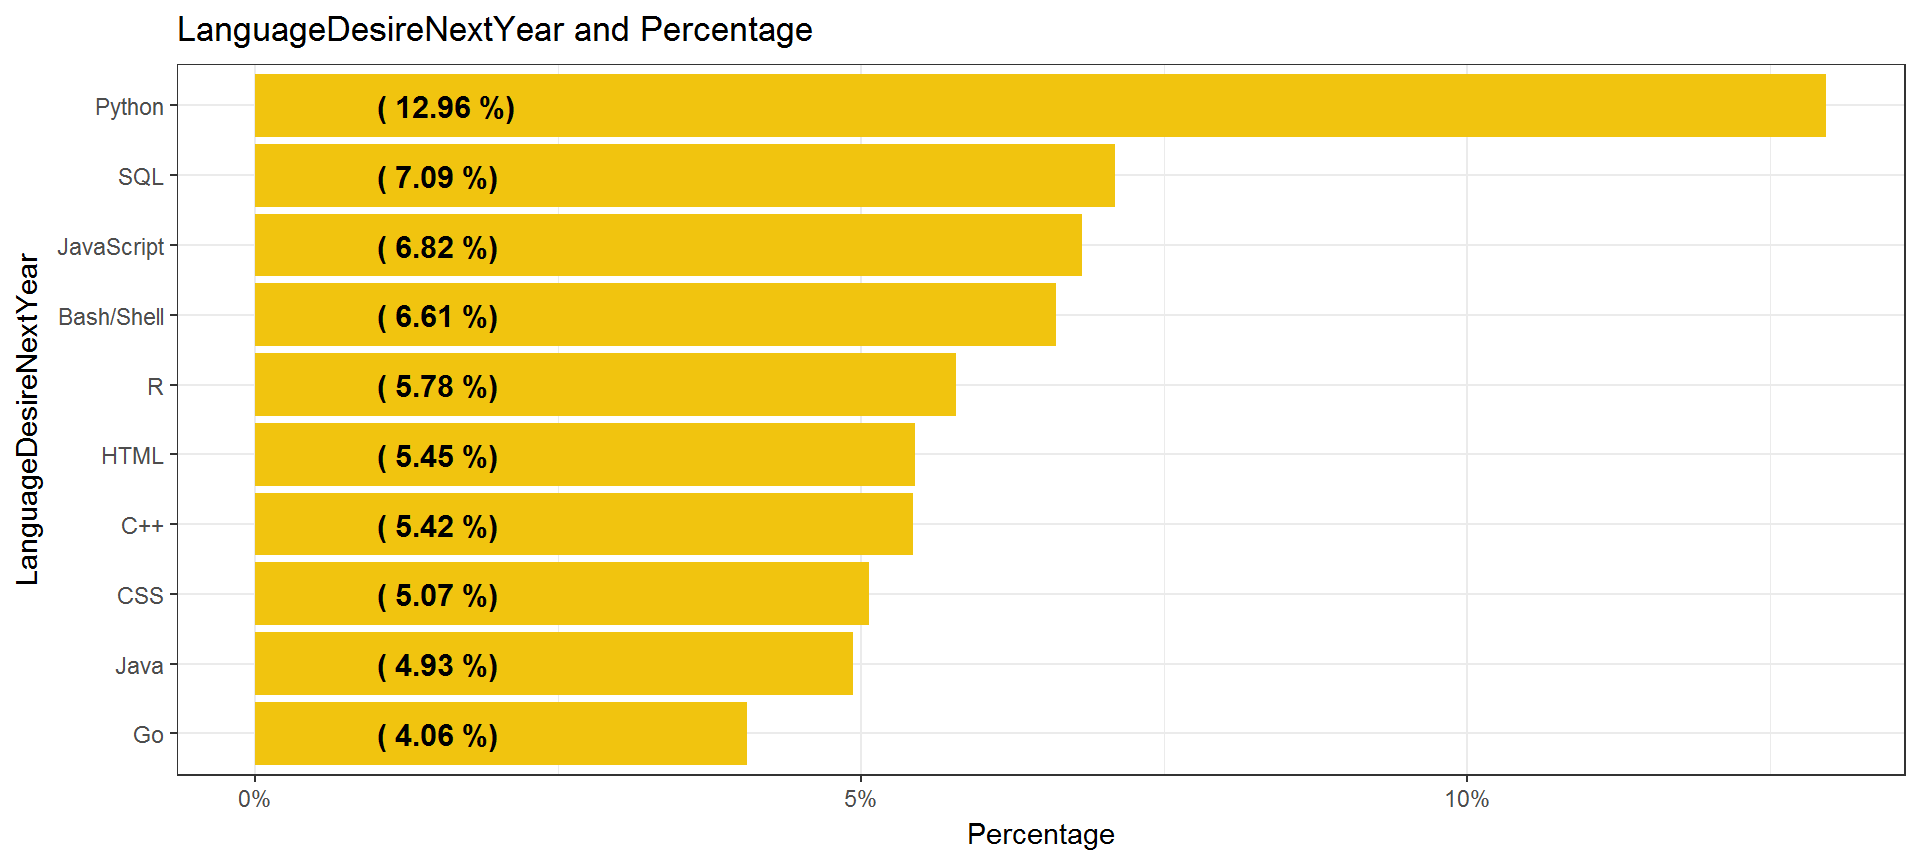 LanguageDesireNextYear and Percentage
LanguageDesireNextYear
Python ( 12.96 %)
SQL ( 7.09 %)
JavaScript ( 6.82 %)
Bash/Shell ( 6.61 %)
R ( 5.78 %)
HTML ( 5.45 %)
C++ ( 5.42 %)
CSS ( 5.07 %)
Java ( 4.93 %)
Go ( 4.06 %)
0% 5% 10%
Percentage